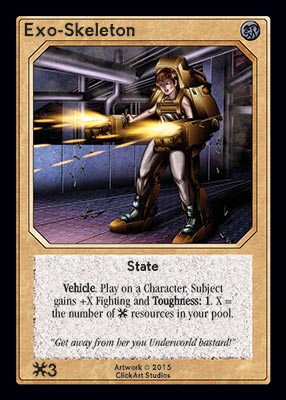 Exo-Skeleton
State
Vehicle. Play on a Character. Subject
gains +X Fighting and Toughness: 1. X =
the number of resources in your pool.
"Get away from her you Underworld bastard!"
3
Artwork © 2015
ClickArt Studios